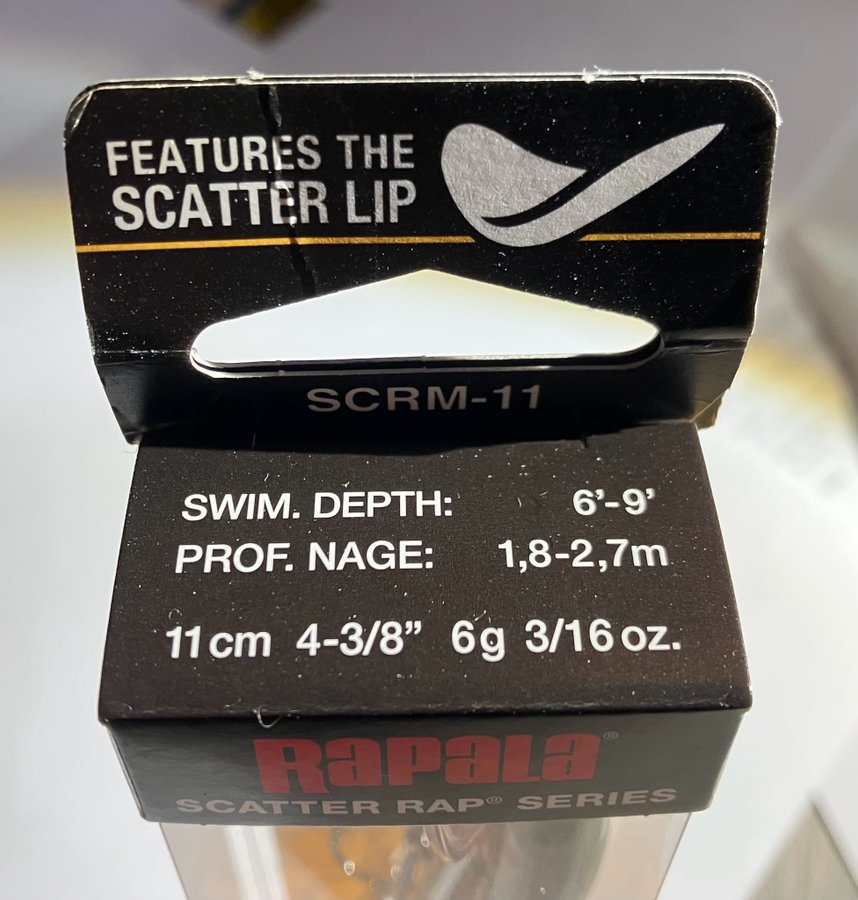 FEATURES THE
SCATTER LIP
SCRM-11
SWIM. DEPTH: 6'-9'
PROF. NAGE: 1,8-2,7m
11cm 4-3/8” 6g 3/16 oz.
RAPALA®
SCATTER RAP® SERIES